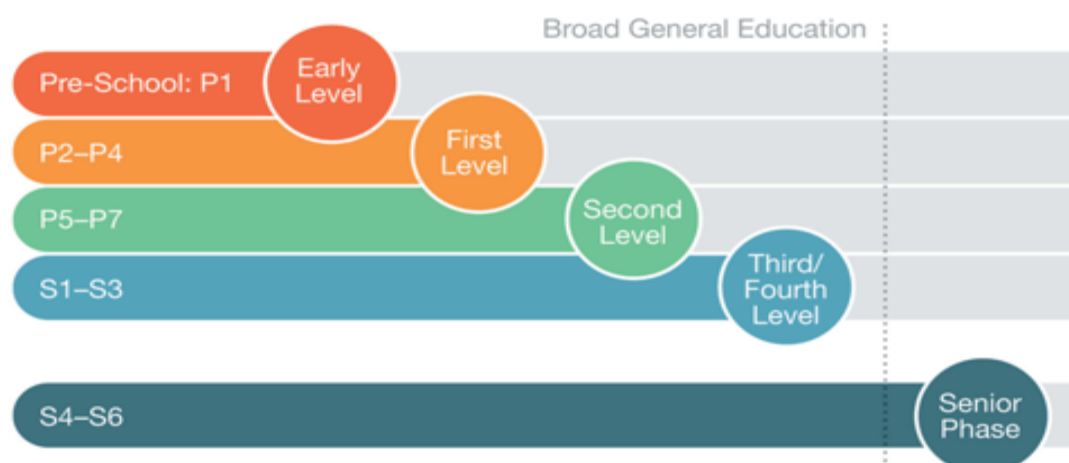 Broad General Education
Pre-School: P1
Early
Level
P2–P4
First
Level
P5–P7
Second
Level
S1–S3
Third/
Fourth
Level
S4–S6
Senior
Phase